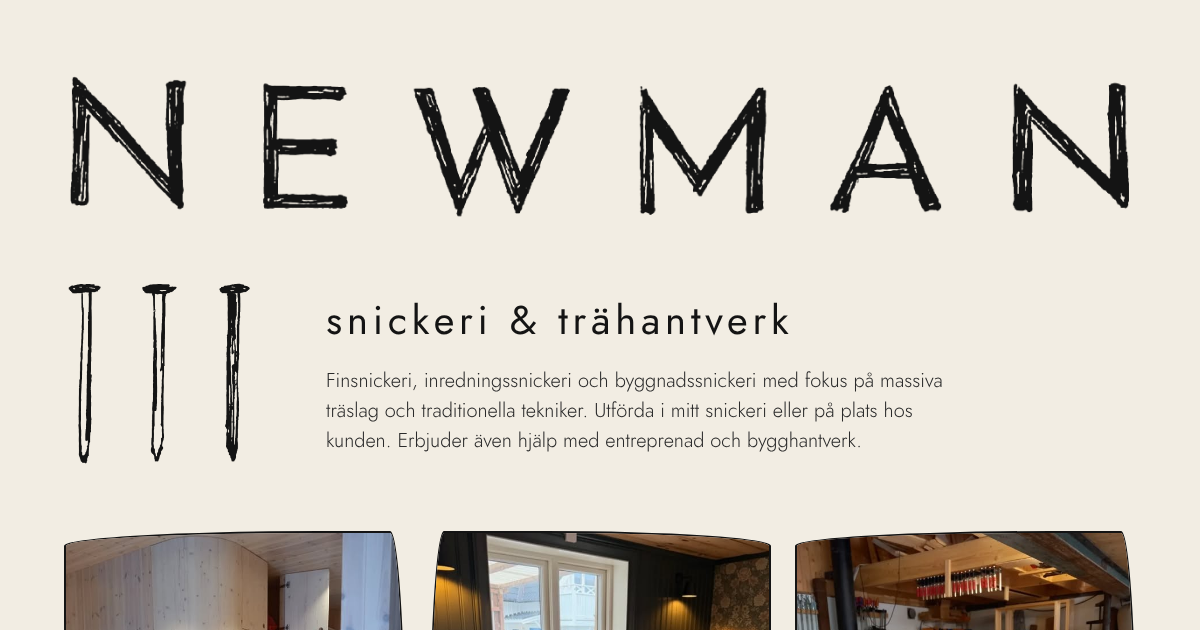 NEWMAN
snickeri & trähantverk
Finsnickeri, inredningssnickeri och byggnadssnickeri med fokus på massiva
träslag och traditionella tekniker. Utförda i mitt snickeri eller på plats hos
kunden. Erbjuder även hjälp med entreprenad och bygghantverk.